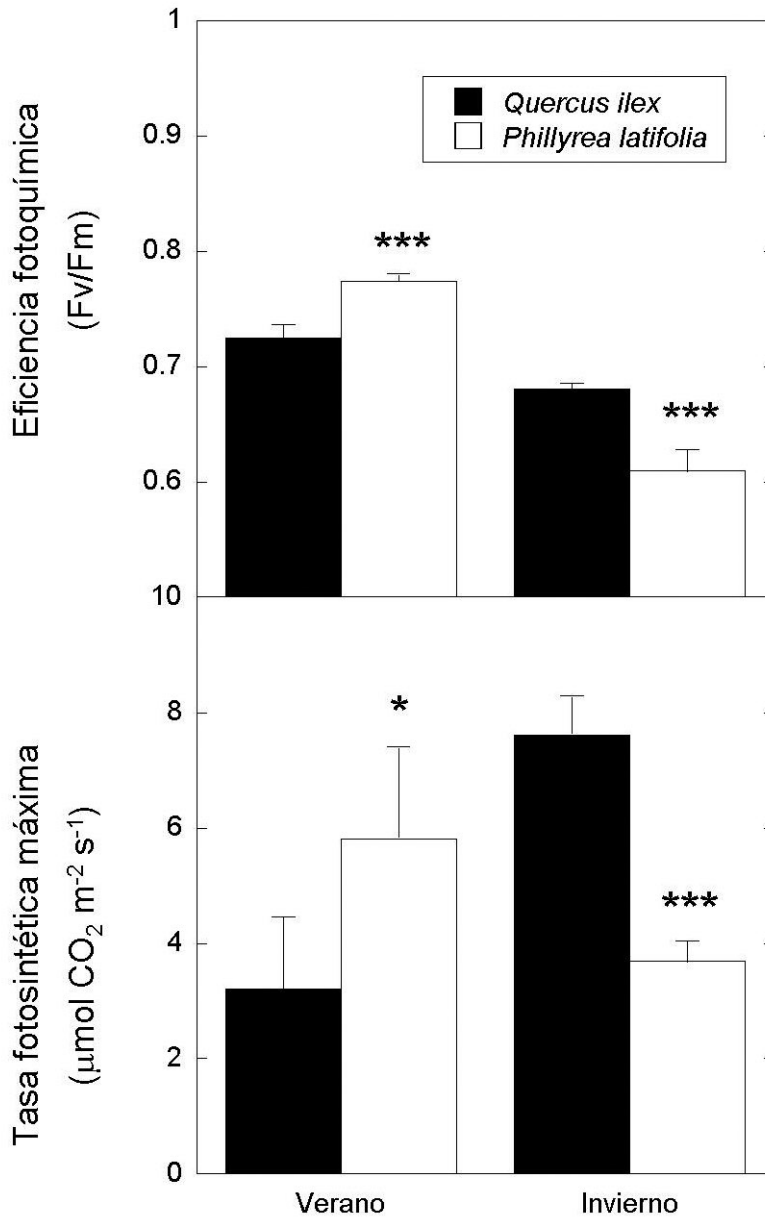 1
0.9
0.8
0.7
0.6
Eficiencia fotoquímica
(Fv/Fm)
Quercus ilex
Phillyrea latifolia
***
***
10
8
6
4
2
0
Tasa fotosintética máxima
(μmol CO₂ m⁻² s⁻¹)
*
***
Verano Invierno